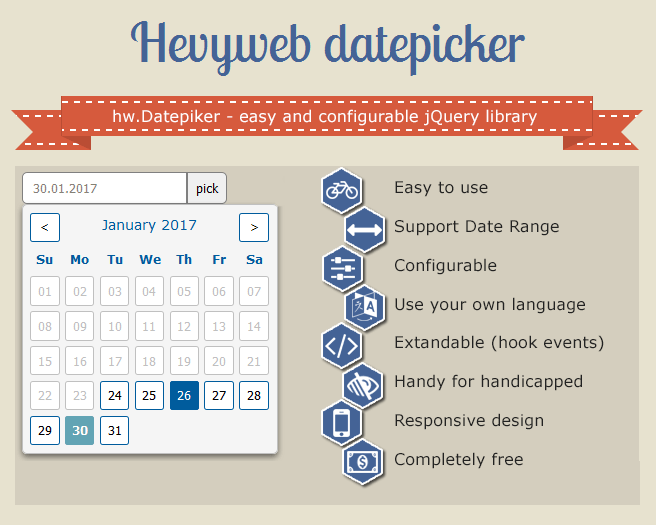 Hevyweb datepicker
hw.Datepiker - easy and configurable jQuery library
30.01.2017 pick
< January 2017 >
Su Mo Tu We Th Fr Sa
01 02 03 04 05 06 07
08 09 10 11 12 13 14
15 16 17 18 19 20 21
22 23 24 25 26 27 28
29 30 31
Easy to use
Support Date Range
Configurable
Use your own language
A
Extandable (hook events)
</>
Handy for handicapped
Responsive design
Completely free
$